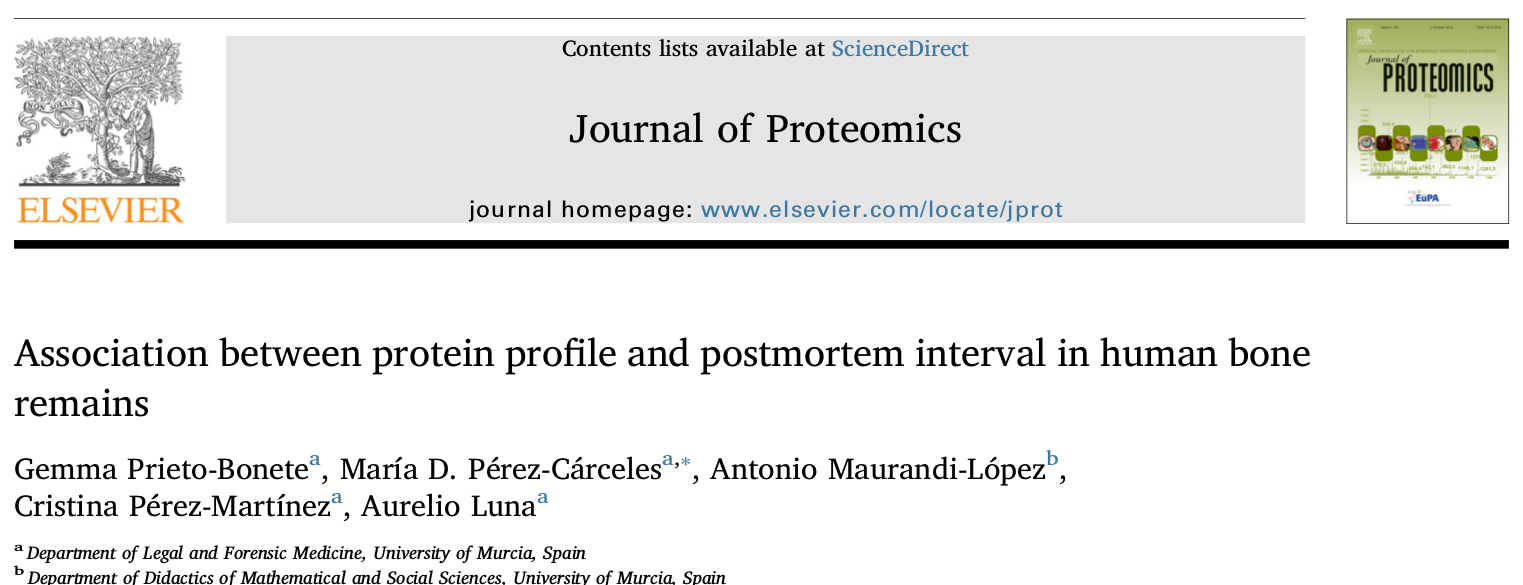 Contents lists available at ScienceDirect
Journal of Proteomics
journal homepage: www.elsevier.com/locate/jprot
NON SOLUS
ELSEVIER
Journal of
PROTEOMICS
EuPA
Association between protein profile and postmortem interval in human bone
remains
Gemma Prieto-Bonete a, María D. Pérez-Cárceles a,*, Antonio Maurandi-López b,
Cristina Pérez-Martínez a, Aurelio Luna a
a Department of Legal and Forensic Medicine, University of Murcia, Spain
b Department of Didactics of Mathematical and Social Sciences, University of Murcia, Spain